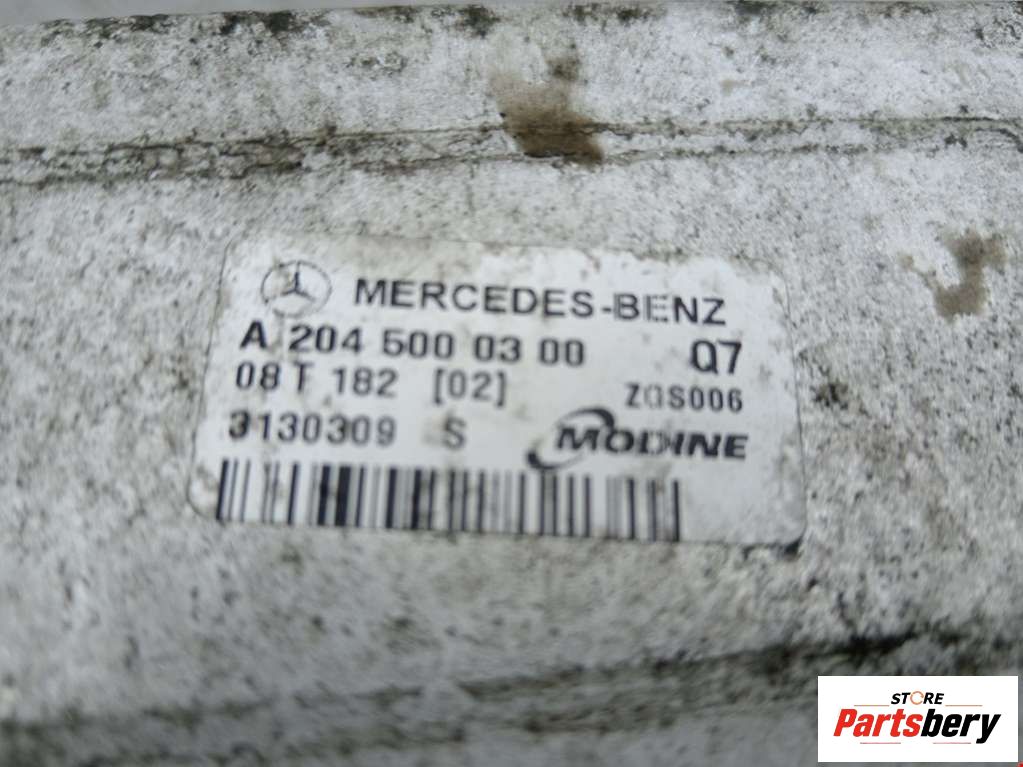 MERCEDES-BENZ
A 204 500 03 00 Q7
08 T 182 [02] ZGS006
3130309 S MODINE
STORE
Partsbery